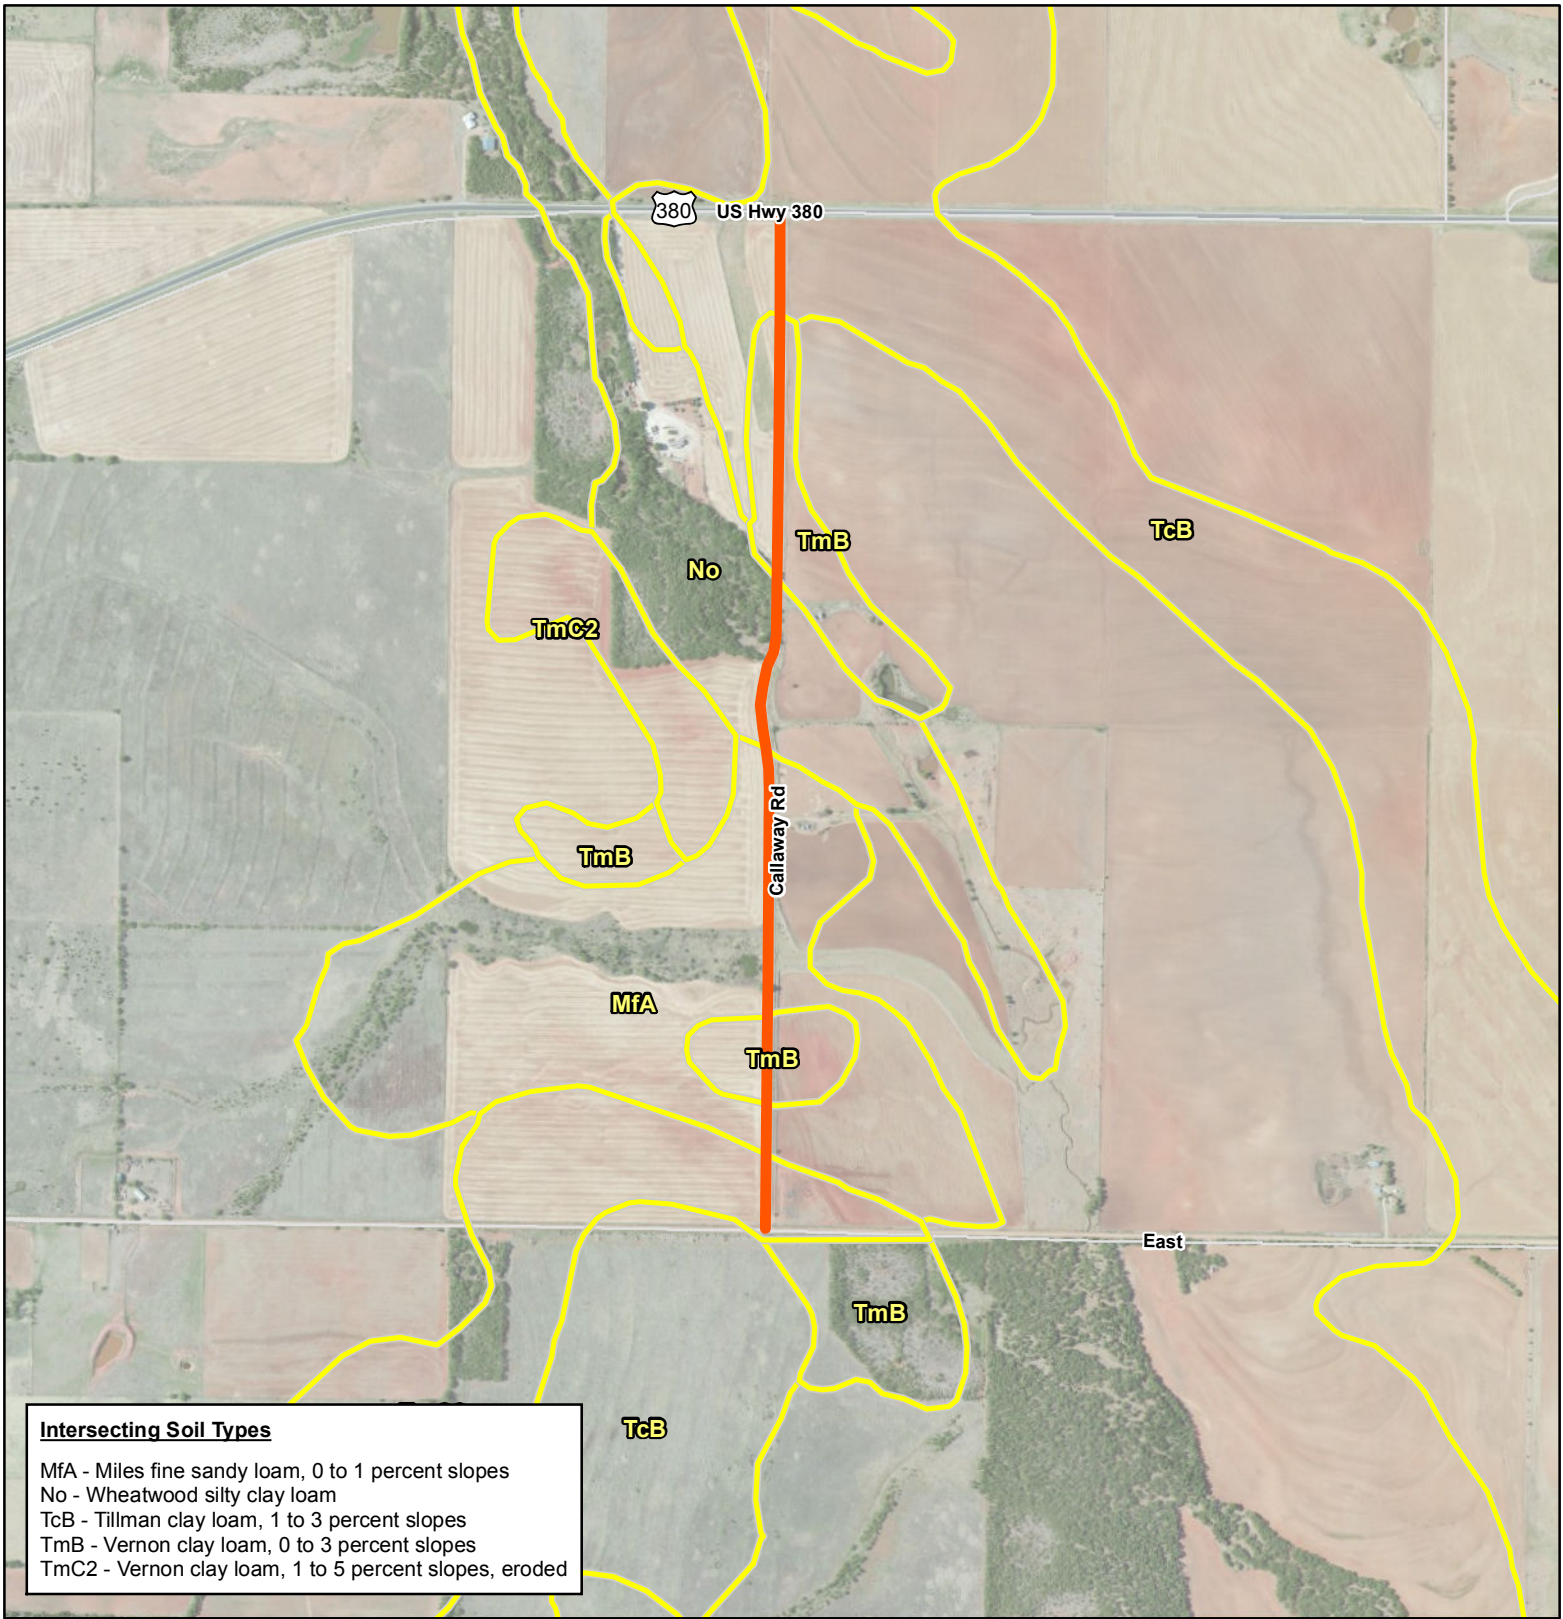 380
US Hwy 380
TmB
TcB
No
TmC2
Callaway Rd
TmB
MfA
TmB
East
TmB
TcB
Intersecting Soil Types
MfA - Miles fine sandy loam, 0 to 1 percent slopes
No - Wheatwood silty clay loam
TcB - Tillman clay loam, 1 to 3 percent slopes
TmB - Vernon clay loam, 0 to 3 percent slopes
TmC2 - Vernon clay loam, 1 to 5 percent slopes, eroded